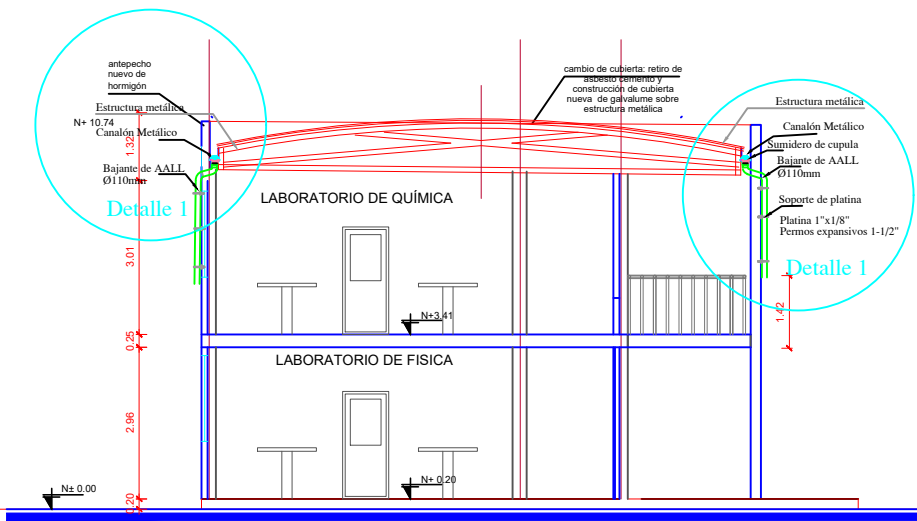 antepecho
nuevo de
hormigón
Estructura metálica
N+ 10.74
Canalón Metálico
Bajante de AALL
Ø110mm
Detalle 1
cambio de cubierta: retiro de
asbesto cemento y
construcción de cubierta
nueva de galvalume sobre
estructura metálica
Estructura metálica
Canalón Metálico
Sumidero de cupula
Bajante de AALL
Ø110mm
Soporte de platina
Platina 1"x1/8"
Permos expansivos 1-1/2"
Detalle 1
LABORATORIO DE QUÍMICA
N+3.41
LABORATORIO DE FISICA
N+ 0.20
N± 0.00
1.32
3.01
0.25
2.96
0.20
1.42